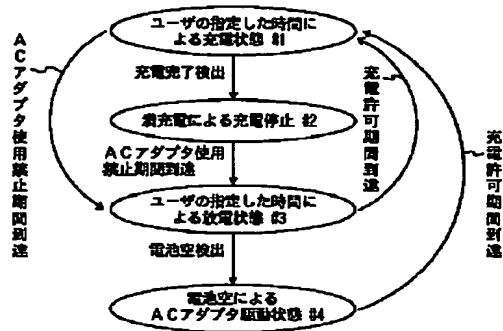 ユーザの指定した時間に
よる充電状態 #1
充電完了検出
満充電による充電停止 #2
ACアダプタ使用
禁止期間到達
ユーザの指定した時間に
よる放電状態 #3
電池空検出
電池空による
ACアダプタ駆動状態 #4
ACアダプタ使用禁止期間到達
充電許可期間到達
充電許可期間到達